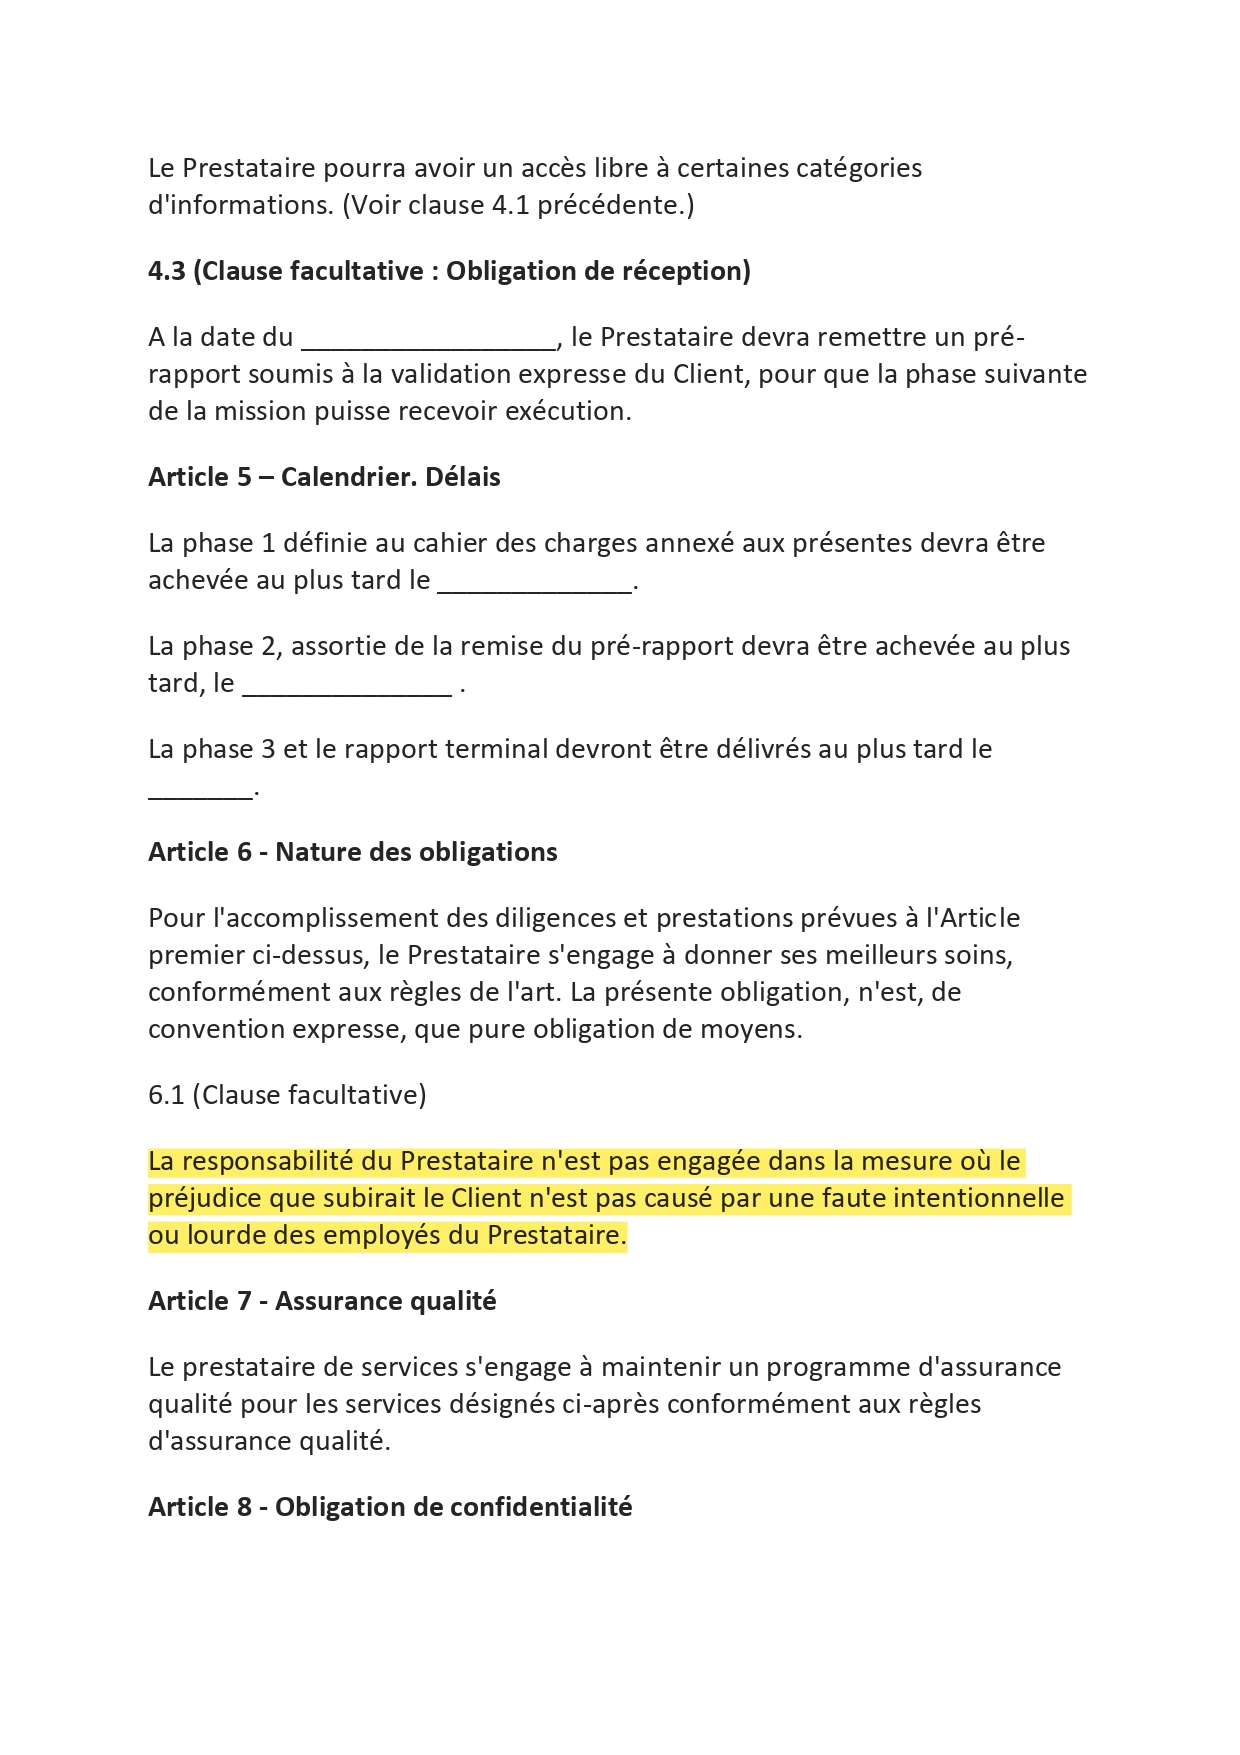 Le Prestataire pourra avoir un accès libre à certaines catégories
d'informations. (Voir clause 4.1 précédente.)
4.3 (Clause facultative : Obligation de réception)
A la date du _________________, le Prestataire devra remettre un pré-
rapport soumis à la validation expresse du Client, pour que la phase suivante
de la mission puisse recevoir exécution.
Article 5 – Calendrier. Délais
La phase 1 définie au cahier des charges annexé aux présentes devra être
achevée au plus tard le _____________.
La phase 2, assortie de la remise du pré-rapport devra être achevée au plus
tard, le ______________ .
La phase 3 et le rapport terminal devront être délivrés au plus tard le
_______.
Article 6 - Nature des obligations
Pour l'accomplissement des diligences et prestations prévues à l'Article
premier ci-dessus, le Prestataire s'engage à donner ses meilleurs soins,
conformément aux règles de l'art. La présente obligation, n'est, de
convention expresse, que pure obligation de moyens.
6.1 (Clause facultative)
La responsabilité du Prestataire n'est pas engagée dans la mesure où le
préjudice que subirait le Client n'est pas causé par une faute intentionnelle
ou lourde des employés du Prestataire.
Article 7 - Assurance qualité
Le prestataire de services s'engage à maintenir un programme d'assurance
qualité pour les services désignés ci-après conformément aux règles
d'assurance qualité.
Article 8 - Obligation de confidentialité